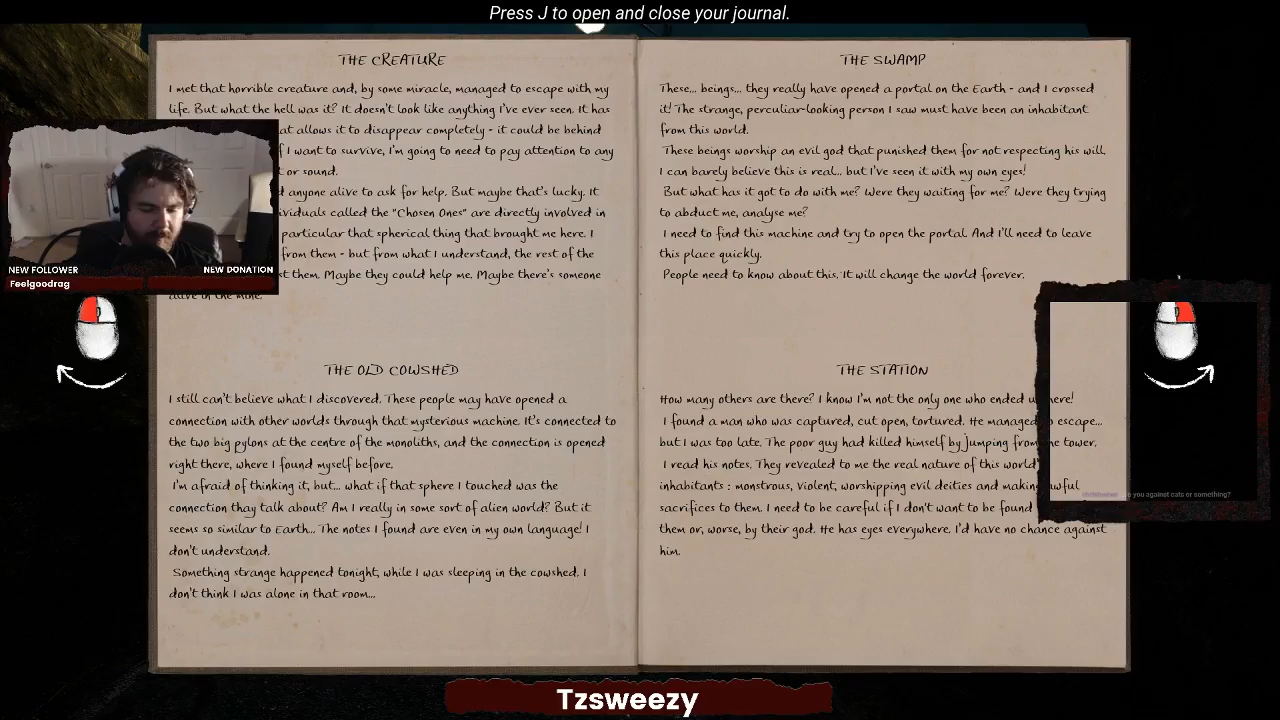 Press J to open and close your journal.
THE CREATURE
I met that horrible creature and, by some miracle, managed to escape with my
life. But what the hell was it? It doesn't look like anything I've ever seen. It has
at allows it to disappear completely - it could be behind
f I want to survive, I'm going to need to pay attention to any
or sound.
d anyone alive to ask for help. But maybe that's lucky. It
ividuals called the "Chosen Ones" are directly involved in
particular that spherical thing that brought me here. I
from them - but from what I understand, the rest of the
st them. Maybe they could help me. Maybe there's someone
alive in the mine.
THE OLD COWSHED
I still can't believe what I discovered. These people may have opened a
connection with other worlds through that mysterious machine. It's connected to
the two big pylons at the centre of the monoliths, and the connection is opened
right there, where I found myself before.
I'm afraid of thinking it, but... what if that sphere I touched was the
connection they talk about? Am I really in some sort of alien world? But it
seems so similar to Earth... The notes I found are even in my own language! I
don't understand.
Something strange happened tonight, while I was sleeping in the cowshed. I
don't think I was alone in that room...
THE SWAMP
These... beings... they really have opened a portal on the Earth - and I crossed
it! The strange, perculiar-looking person I saw must have been an inhabitant
from this world.
These beings worship an evil god that punished them for not respecting his will.
I can barely believe this is real... but I've seen it with my own eyes!
But what has it got to do with me? Were they waiting for me? Were they trying
to abduct me, analyse me?
I need to find this machine and try to open the portal. And I'll need to leave
this place quickly.
People need to know about this. It will change the world forever.
THE STATION
How many others are there? I know I'm not the only one who ended u here!
I found a man who was captured, cut open, tortured. He managed to escape...
but I was too late. The poor guy had killed himself by jumping from the tower.
I read his notes. They revealed to me the real nature of this world
inhabitants : monstrous, violent, worshipping evil deities and making awful
sacrifices to them. I need to be careful if I don't want to be found
them or, worse, by their god. He has eyes everywhere. I'd have no chance against
him.
NEW FOLLOWER
NEW DONATION
Feelgoodrag
you against cats or something?
Tzsweezy